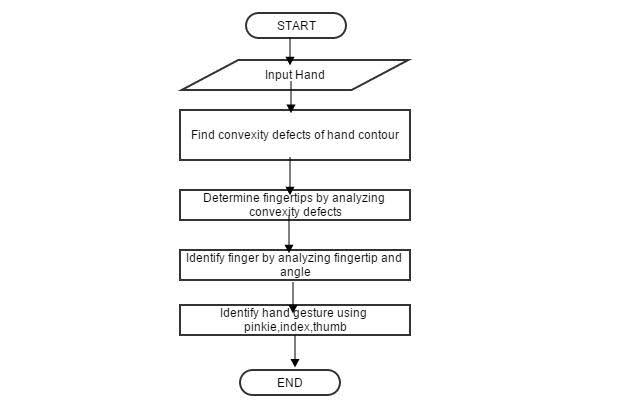 START
Input Hand
Find convexity defects of hand contour
Determine fingertips by analyzing
convexity defects
Identify finger by analyzing fingertip and
angle
Identify hand gesture using
pinkie,index,thumb
END